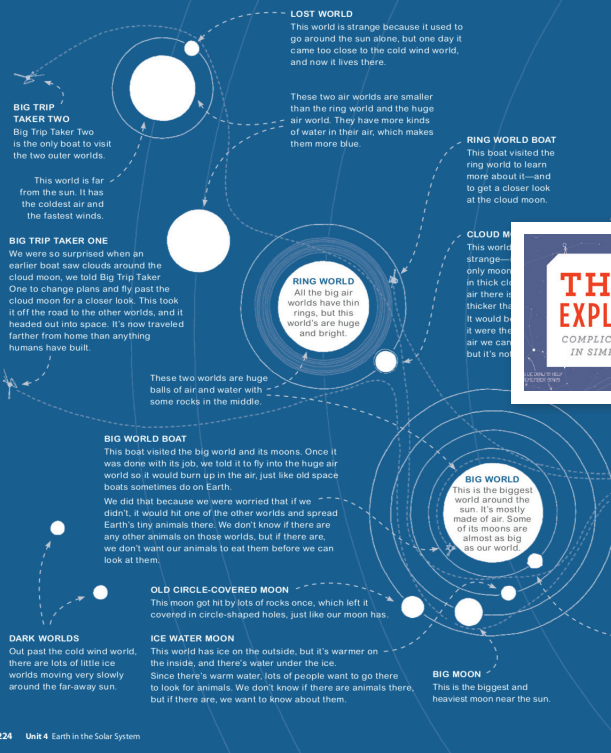 LOST WORLD
This world is strange because it used to
go around the sun alone, but one day it
came too close to the cold wind world,
and now it lives there.
These two air worlds are smaller
than the ring world and the huge
air world. They have more kinds
of water in their air, which makes
them more blue.
BIG TRIP
TAKER TWO
Big Trip Taker Two
is the only boat to visit
the two outer worlds.
This world is far
from the sun. It has
the coldest air and
the fastest winds.
RING WORLD BOAT
This boat visited the
ring world to learn
more about it—and
to get a closer look
at the cloud moon.
BIG TRIP TAKER ONE
We were so surprised when an
earlier boat saw clouds around the
cloud moon, we told Big Trip Taker
One to change plans and fly past the
cloud moon for a closer look. This took
it off the road to the other worlds, and it
headed out into space. It's now traveled
farther from home than anything
humans have built.
CLOUD
This world
strange—
only moon
in thick
air there is
thicker
It would
it were the
air we can
but it's
RING WORLD
All the big air
worlds have thin
rings, but this
world's are huge
and bright.
COMPLIC
IN SIM
These two worlds are huge
balls of air and water with
some rocks in the middle.
BIG WORLD BOAT
This boat visited the big world and its moons. Once it
was done with its job, we told it to fly into the huge air
world so it would burn up in the air, just like old space
boats sometimes do on Earth.
We did that because we were worried that if we
didn't, it would hit one of the other worlds and spread
Earth's tiny animals there. We don't know if there are
any other animals on those worlds, but if there are,
we don't want our animals to eat them before we can
look at them.
BIG WORLD
This is the biggest
world around the
sun. It's mostly
made of air. Some
of its moons are
almost as big
as our world.
OLD CIRCLE-COVERED MOON
This moon got hit by lots of rocks once, which left it
covered in circle-shaped holes, just like our moon has.
DARK WORLDS
Out past the cold wind world,
there are lots of little ice
worlds moving very slowly
around the far-away sun.
ICE WATER MOON
This world has ice on the outside, but it's warmer on
the inside, and there's water under the ice.
Since there's warm water, lots of people want to go there
to look for animals. We don't know if there are animals there,
but if there are, we want to know about them.
BIG MOON
This is the biggest and
heaviest moon near the sun.
224 Unit 4 Earth in the Solar System